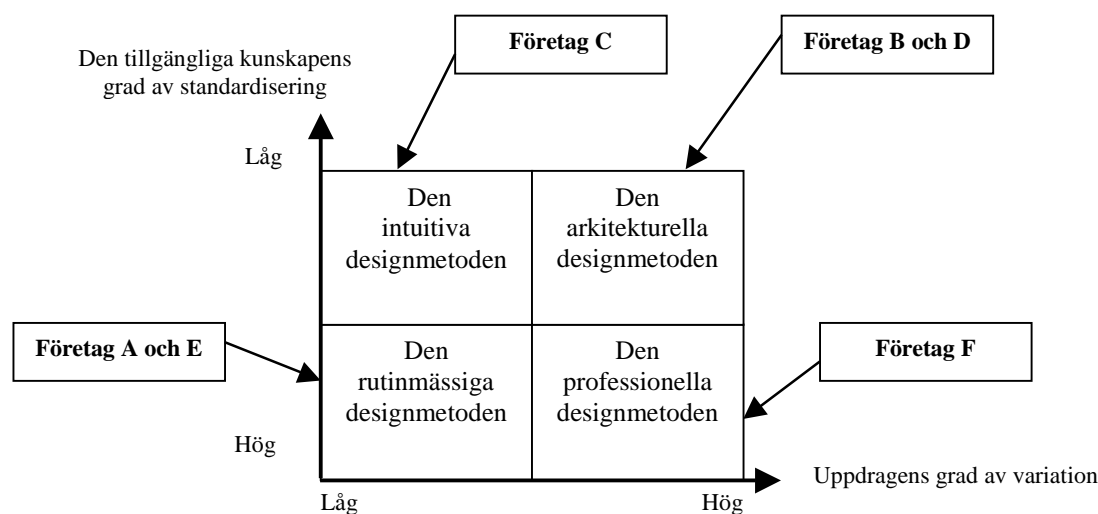 Företag C
Företag B och D
Den tillgängliga kunskapens
grad av standardisering
Låg
Den
intuitiva
designmetoden
Den
arkitekturella
designmetoden
Företag A och E
Den
rutinmässiga
designmetoden
Den
professionella
designmetoden
Företag F
Hög
Uppdragens grad av variation
Låg
Hög